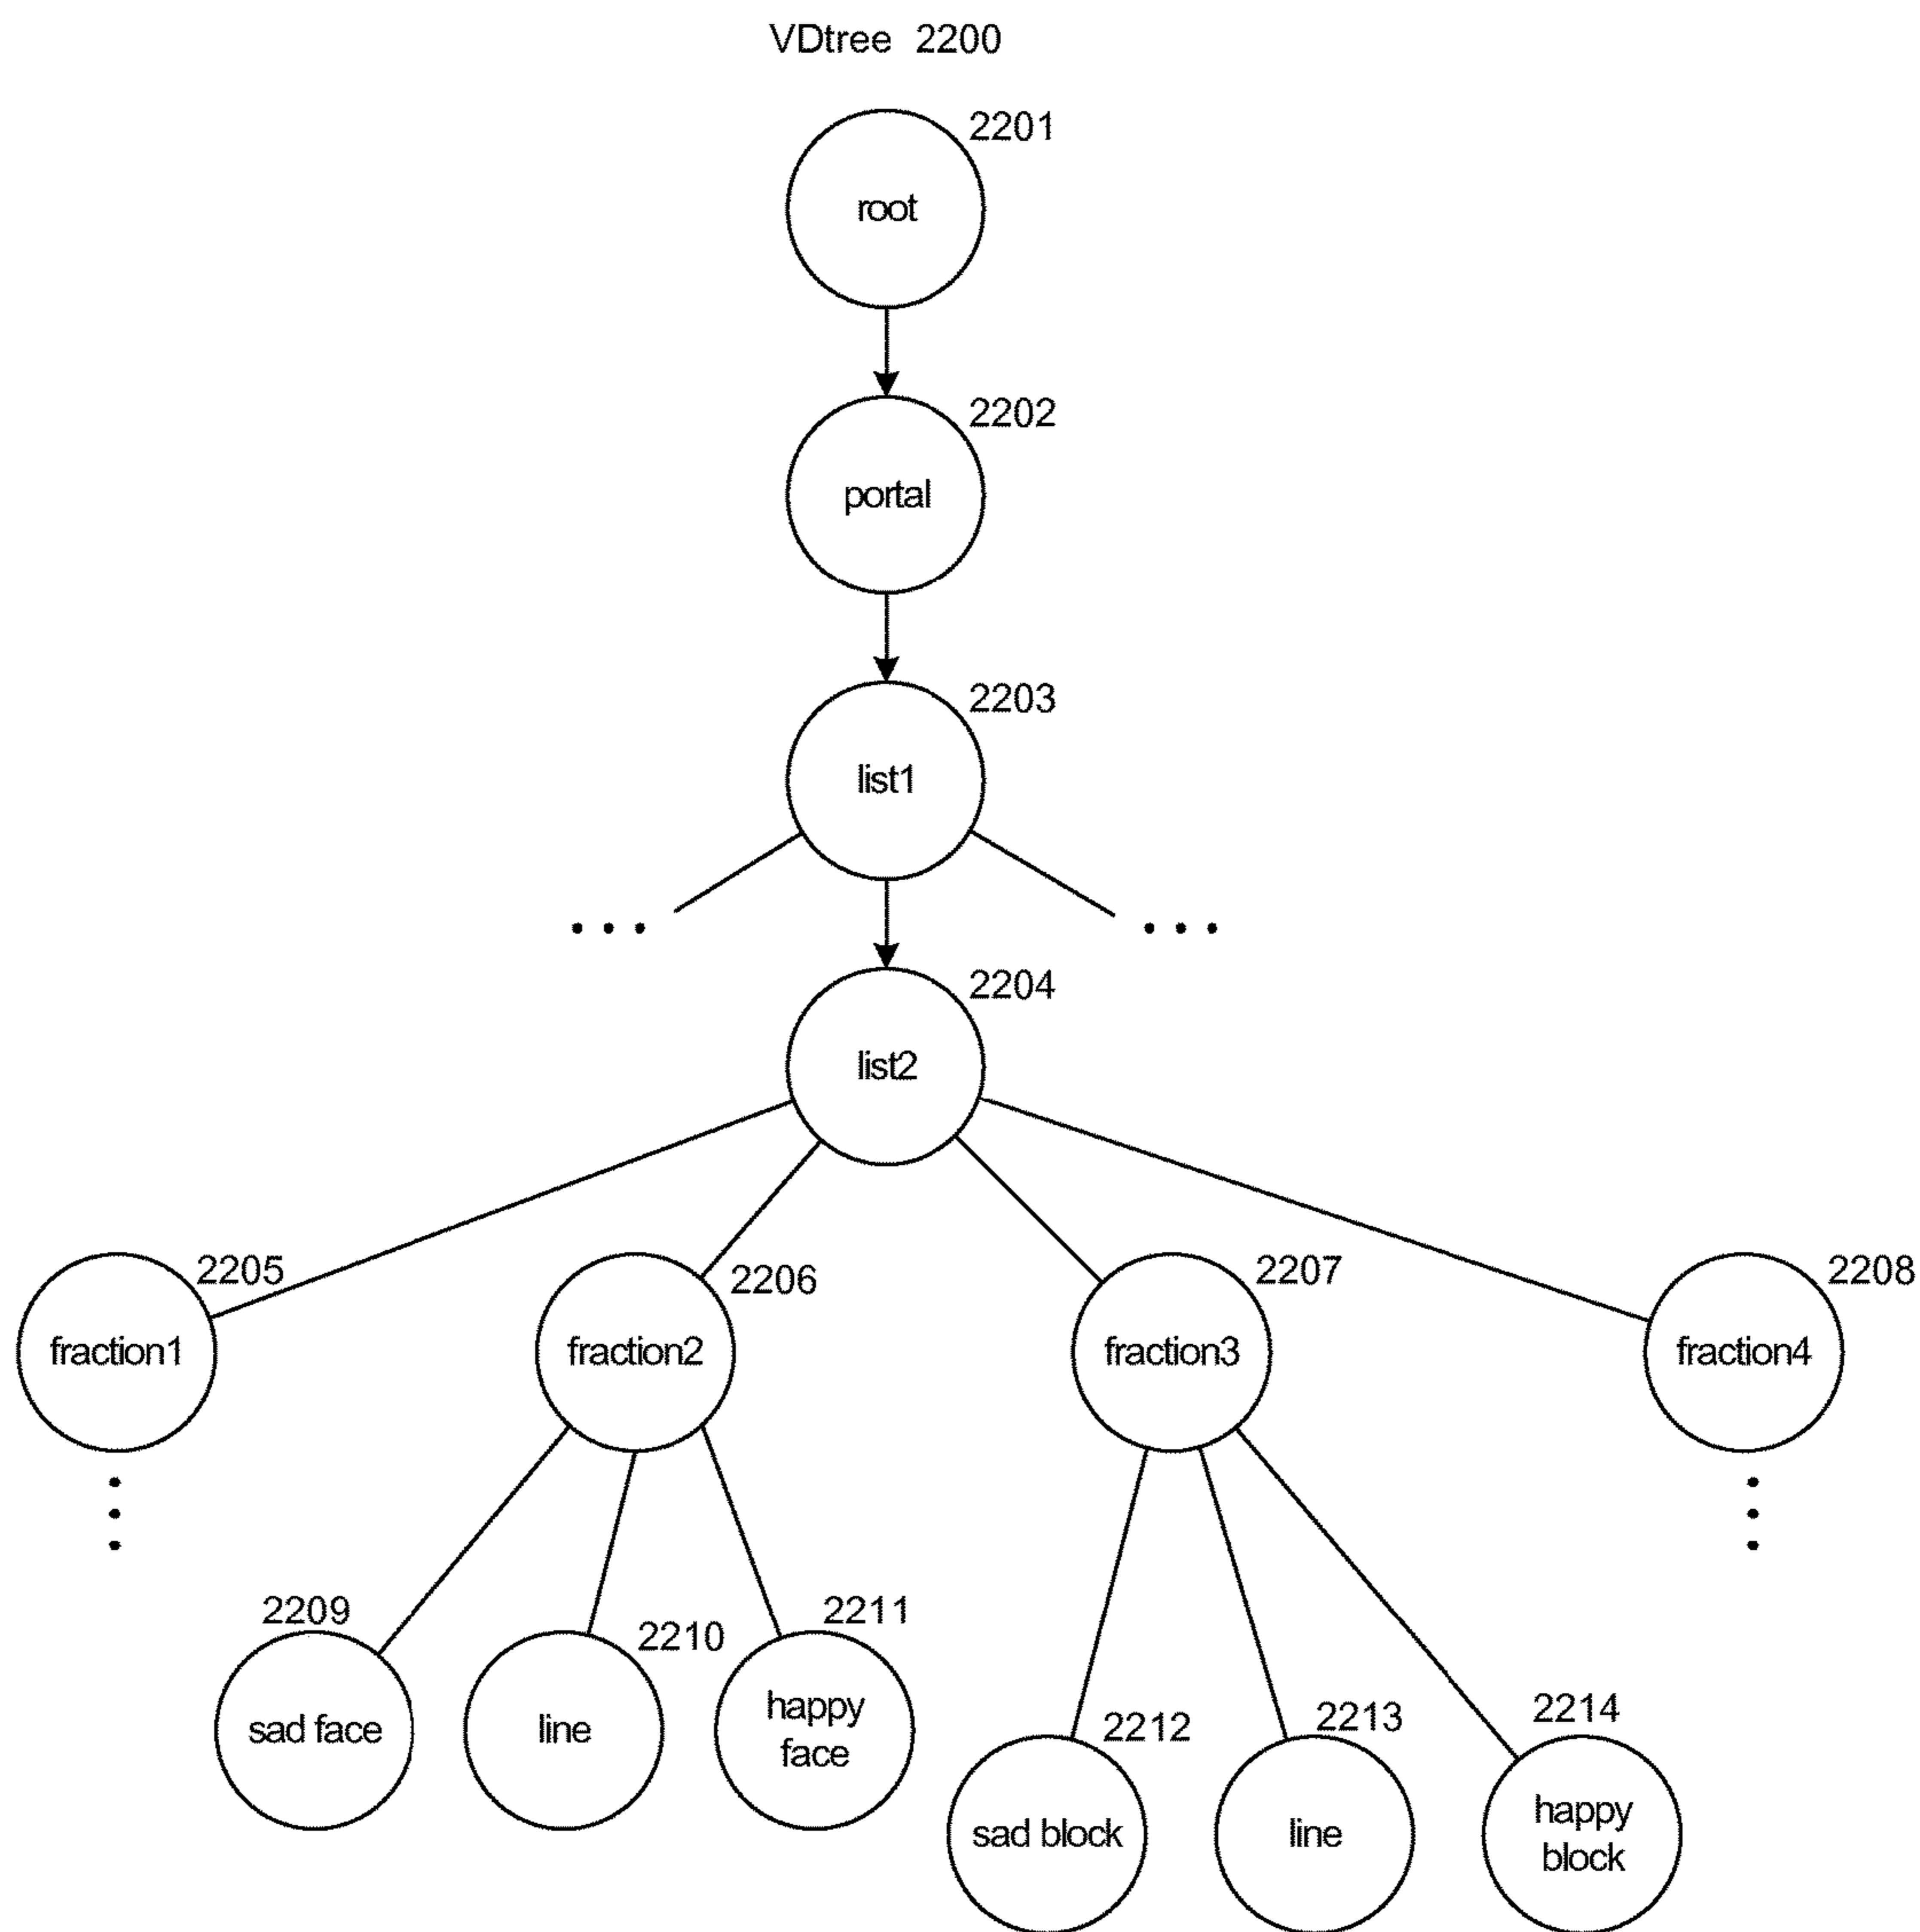 VDtree 2200
2201
root
2202
portal
2203
list1
... ...
2204
list2
2205
2206
2207
2208
fraction1
fraction2
fraction3
fraction4
2209
2210
2211
sad face
line
happy
face
2212
2213
2214
sad block
line
happy
block